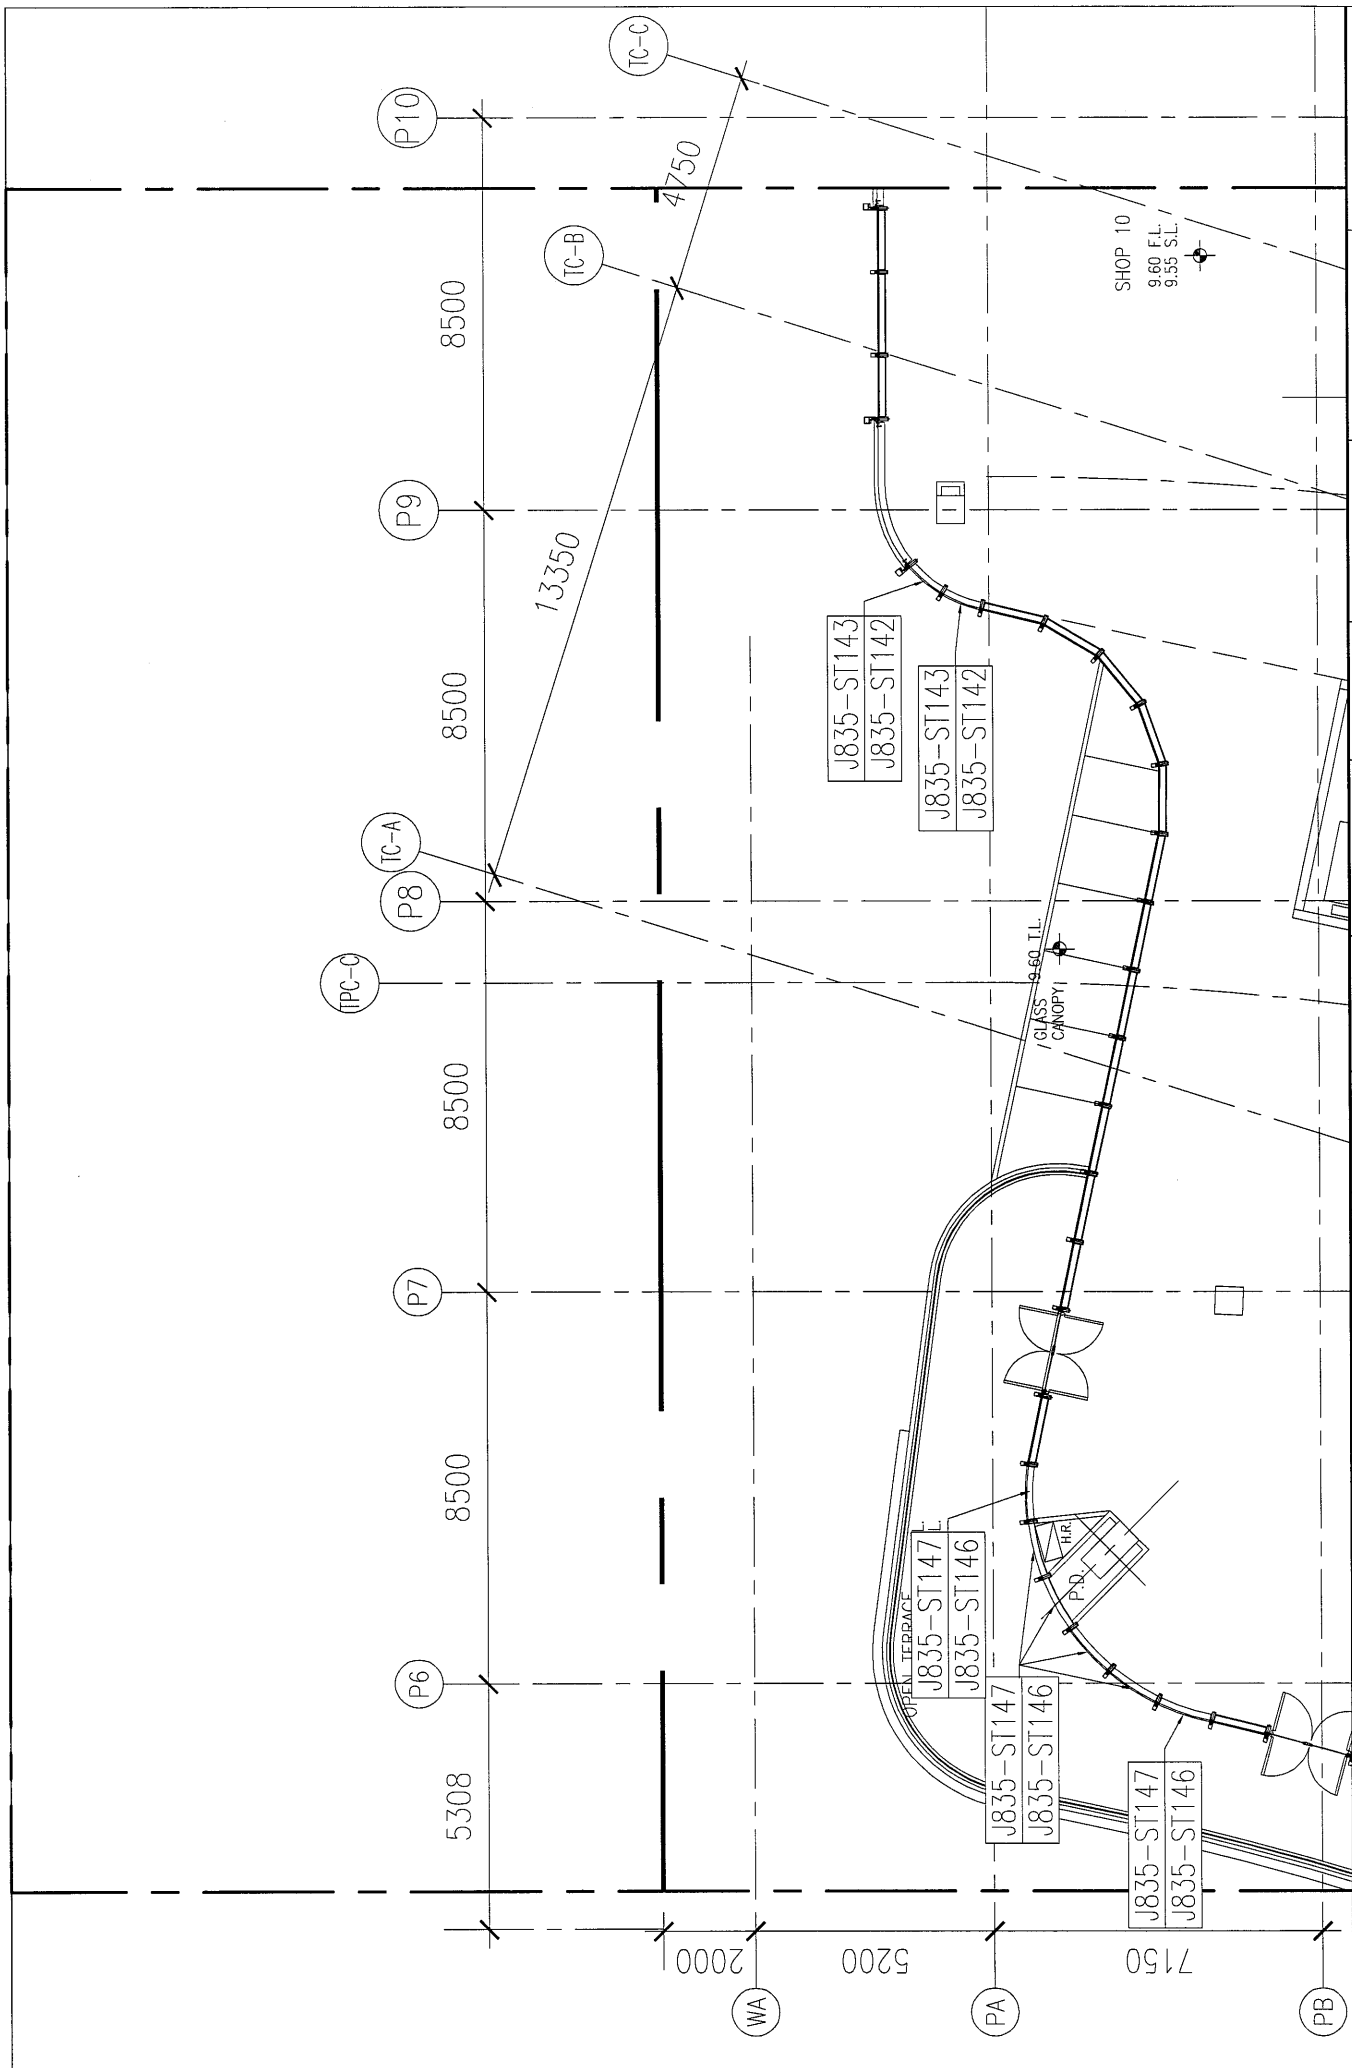 TC-C
P10
4750
TC-B
8500
SHOP 10
9.60 F.L.
9.55 S.L.
P9
13350
J835-ST143
J835-ST142
J835-ST143
J835-ST142
8500
TC-A
P8
TPC-C
9.60 T.L.
GLASS
CANOPY
8500
P7
8500
H.R.
P.D.
OPEN TERRACE
J835-ST147
J835-ST146
P6
J835-ST147
J835-ST146
J835-ST147
J835-ST146
5308
2000
5200
7150
WA
PA
PB